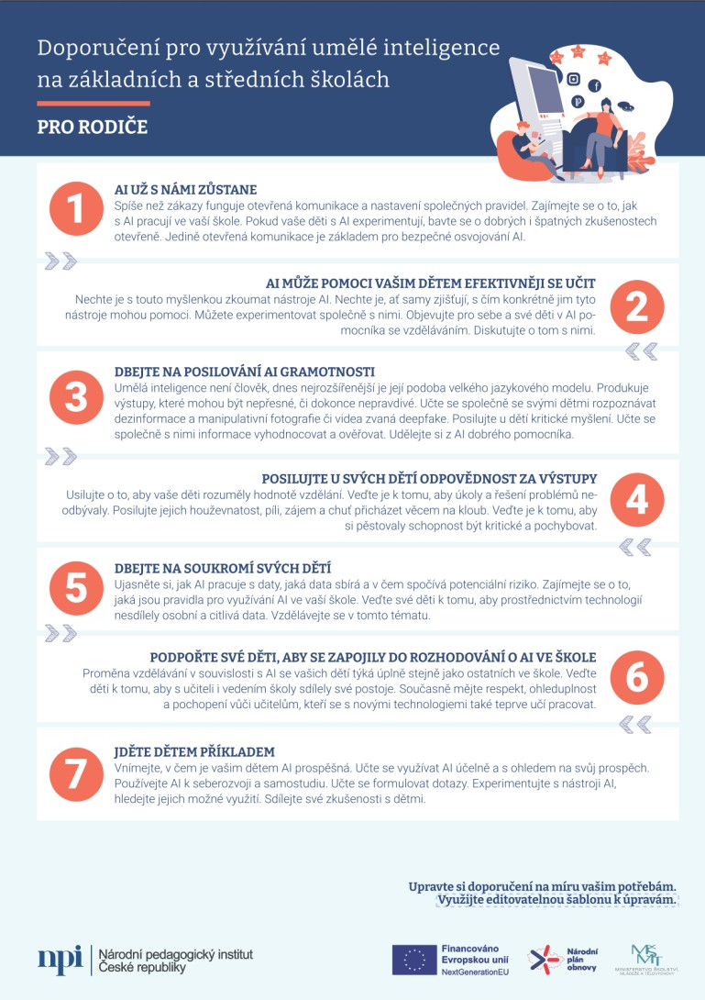 Doporučení pro využívání umělé inteligence
na základních a středních školách
PRO RODIČE
1
AI UŽ S NÁMI ZŮSTANE
Spíše než zákazy funguje otevřená komunikace a nastavení společných pravidel. Zajímejte se o to, jak
s AI pracují ve vaší škole. Pokud vaše děti s AI experimentují, bavte se o dobrých i špatných zkušenostech
otevřeně. Jedině otevřená komunikace je základem pro bezpečné osvojování AI.
AI MŮŽE POMOCI VAŠIM DĚTEM EFEKTIVNĚJI SE UČIT
Nechte je s touto myšlenkou zkoumat nástroje AI. Nechte je, ať samy zjišťují, s čím konkrétně jim tyto
nástroje mohou pomoci. Můžete experimentovat společně s nimi. Objevujte pro sebe a své děti v AI po-
mocníka se vzděláváním. Diskutujte o tom s nimi.
2
3
DBEJTE NA POSILOVÁNÍ AI GRAMOTNOSTI
Umělá inteligence není člověk, dnes nejrozšířenější je její podoba velkého jazykového modelu. Produkuje
výstupy, které mohou být nepřesné, či dokonce nepravdivé. Učte se společně se svými dětmi rozpoznávat
dezinformace a manipulativní fotografie či videa zvaná deepfake. Posilujte u dětí kritické myšlení. Učte se
společně s nimi informace vyhodnocovat a ověřovat. Udělejte si z AI dobrého pomocníka.
POSILUJTE U SVÝCH DĚTÍ ODPOVĚDNOST ZA VÝSTUPY
Usilujte o to, aby vaše děti rozuměly hodnotě vzdělání. Veďte je k tomu, aby úkoly a řešení problémů ne-
odbývaly. Posilujte jejich houževnatost, píli, zájem a chuť přicházet věcem na kloub. Veďte je k tomu, aby
si pěstovaly schopnost být kritické a pochybovat.
4
5
DBEJTE NA SOUKROMÍ SVÝCH DĚTÍ
Ujasněte si, jak AI pracuje s daty, jaká data sbírá a v čem spočívá potenciální riziko. Zajímejte se o to,
jaká jsou pravidla pro využívání AI ve vaší škole. Veďte své děti k tomu, aby prostřednictvím technologií
nesdílely osobní a citlivá data. Vzdělávejte se v tomto tématu.
PODPOŘTE SVÉ DĚTI, ABY SE ZAPOJILY DO ROZHODOVÁNÍ O AI VE ŠKOLE
Proměna vzdělávání v souvislosti s AI se vašich dětí týká úplně stejně jako ostatních ve škole. Veďte
děti k tomu, aby s učiteli i vedením školy sdílely své postoje. Současně mějte respekt, ohleduplnost
a pochopení vůči učitelům, kteří se s novými technologiemi také teprve učí pracovat.
6
7
JDĚTE DĚTEM PŘÍKLADEM
Vnímejte, v čem je vašim dětem AI prospěšná. Učte se využívat AI účelně a s ohledem na svůj prospěch.
Používejte AI k seberozvoji a samostudiu. Učte se formulovat dotazy. Experimentujte s nástroji AI,
hledejte jejich možné využití. Sdílejte své zkušenosti s dětmi.
Upravte si doporučení na míru vašim potřebám.
Využijte editovatelnou šablonu k úpravám.
npi
Národní pedagogický institut
České republiky
Financováno
Evropskou unií
NextGenerationEU
Národní
plán
obnovy
MŠMT
MINISTERSTVO ŠKOLSTVÍ,
MLÁDEŽE A TĚLOVÝCHOVY